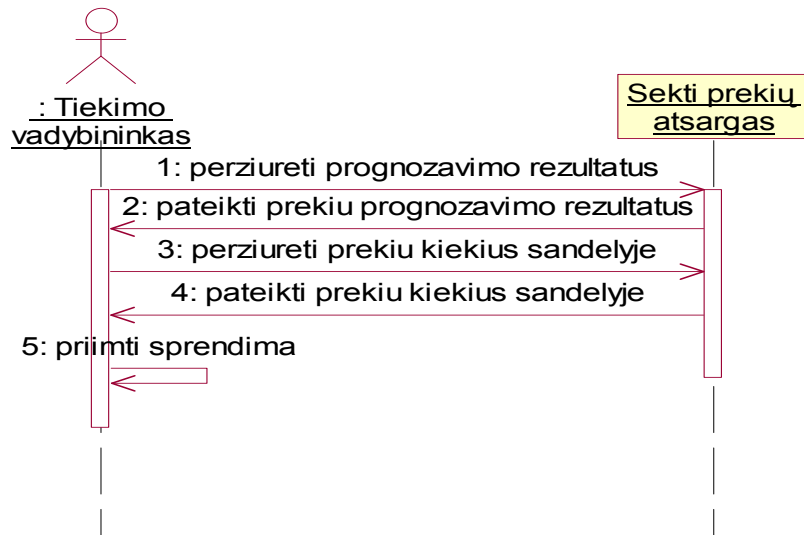 : Tiekimo
vadybininkas
Sekti prekių
atsargas
1: perziureti prognozavimo rezultatus
2: pateikti prekiu prognozavimo rezultatus
3: perziureti prekiu kiekius sandelyje
4: pateikti prekiu kiekius sandelyje
5: priimti sprendima